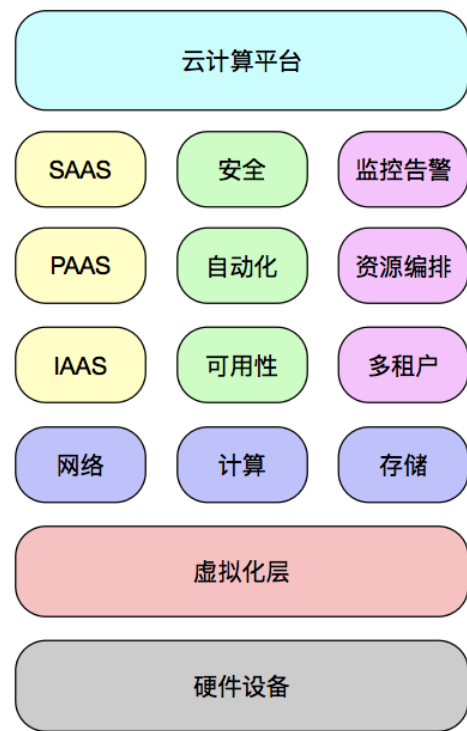 云计算平台
SAAS
安全
监控告警
PAAS
自动化
资源编排
IAAS
可用性
多租户
网络
计算
存储
虚拟化层
硬件设备